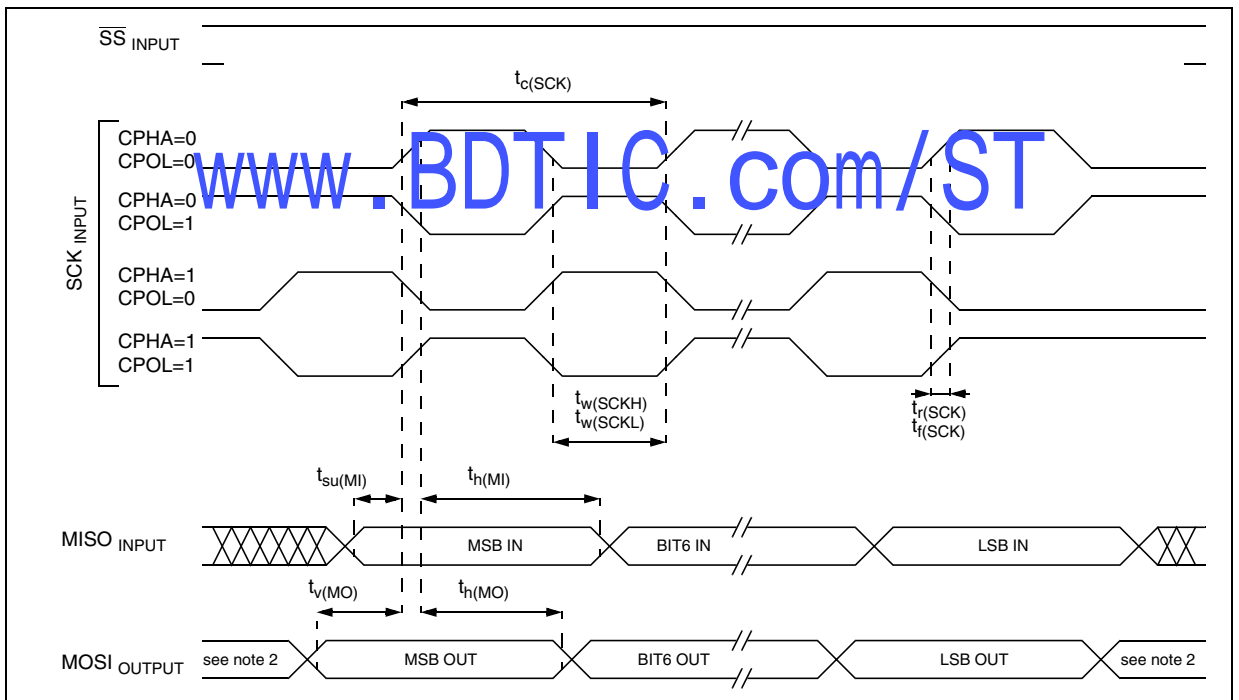 SS INPUT
tc(SCK)
SCK INPUT
CPHA=0
CPOL=0
www.BDTIC.com/ST
CPHA=0
CPOL=1
CPHA=1
CPOL=0
CPHA=1
CPOL=1
tw(SCKH)
tw(SCKL)
tr(SCK)
tf(SCK)
tsu(MI)
th(MI)
MISO INPUT
MSB IN
BIT6 IN
LSB IN
tv(MO)
th(MO)
MOSI OUTPUT
see note 2
MSB OUT
BIT6 OUT
LSB OUT
see note 2